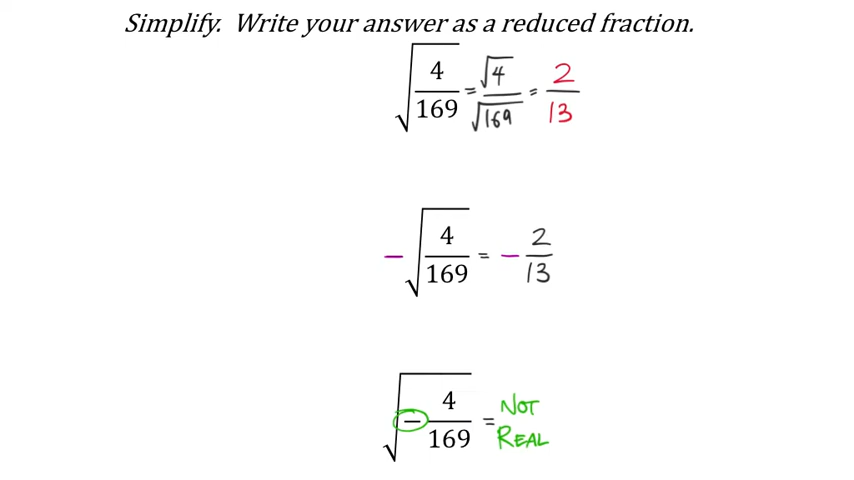 Simplify. Write your answer as a reduced fraction.
√(4/169) = √4/√169 = 2/13
-√(4/169) = -2/13
√(-4/169) = NOT REAL